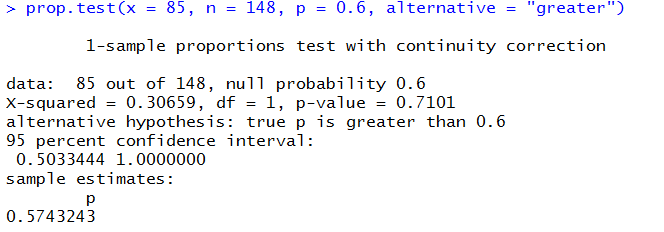 > prop.test(x = 85, n = 148, p = 0.6, alternative = "greater")
1-sample proportions test with continuity correction
data:  85 out of 148, null probability 0.6
X-squared = 0.30659, df = 1, p-value = 0.7101
alternative hypothesis: true p is greater than 0.6
95 percent confidence interval:
0.5033444 1.0000000
sample estimates:
p
0.5743243